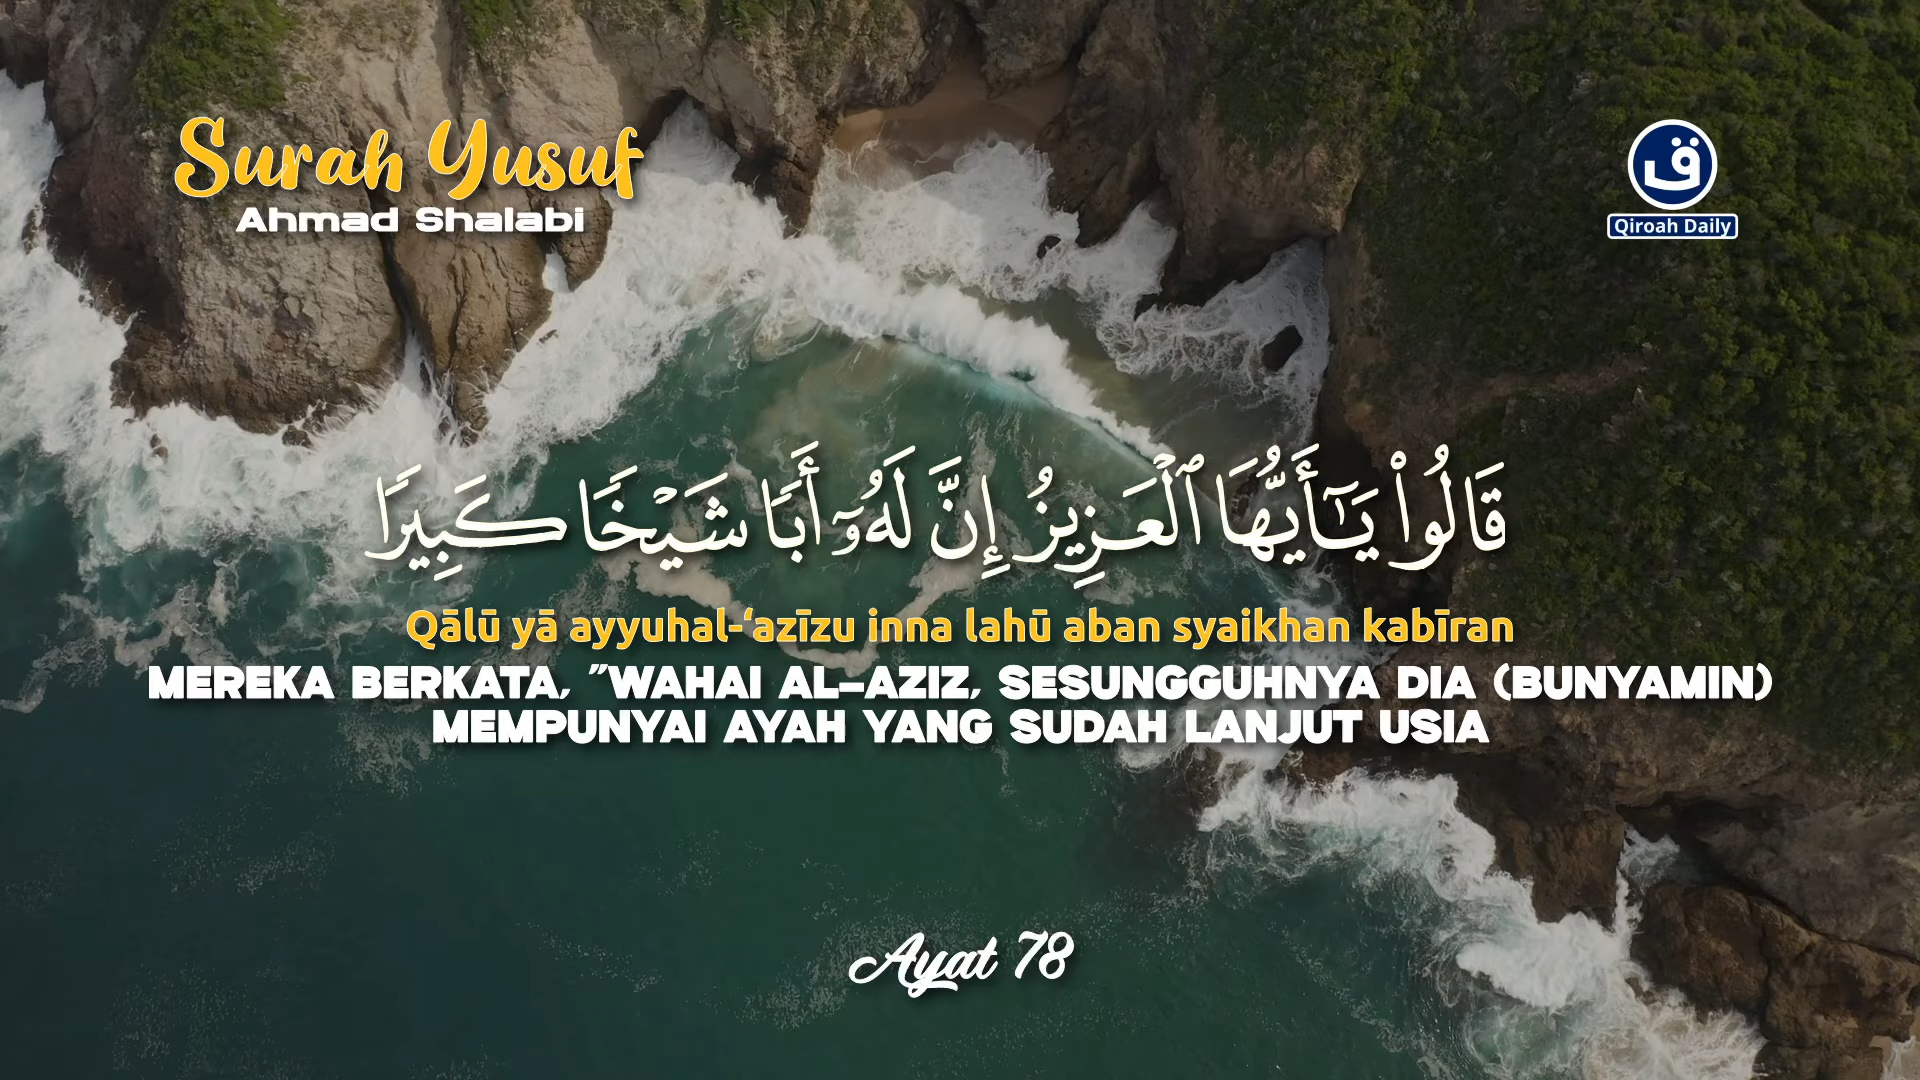 Surah Yusuf
Ahmad Shalabi
ق
Qiroah Daily
قَالُوا۟ يَـٰٓأَيُّهَا ٱلْعَزِيزُ إِنَّ لَهُۥٓ أَبًا شَيْخًا كَبِيرًا
Qālū yā ayyuhal-‘azīzu inna lahū aban syaikhan kabīran
MEREKA BERKATA, "WAHAI AL-AZIZ, SESUNGGUHNYA DIA (BUNYAMIN)
MEMPUNYAI AYAH YANG SUDAH LANJUT USIA
Ayat 78